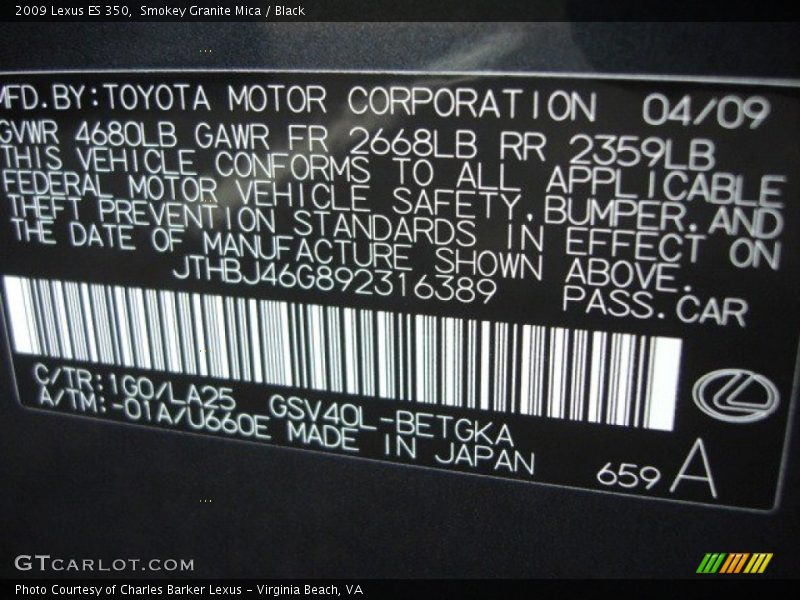 2009 Lexus ES 350, Smokey Granite Mica / Black
MFD.BY:TOYOTA MOTOR CORPORATION 04/09
GVWR 4680LB GAWR FR 2668LB RR 2359LB
THIS VEHICLE CONFORMS TO ALL APPLICABLE
FEDERAL MOTOR VEHICLE SAFETY,BUMPER,AND
THEFT PREVENTION STANDARDS IN EFFECT ON
THE DATE OF MANUFACTURE SHOWN ABOVE.
JTHBJ46G892316389 PASS.CAR
C/TR:1G0/LA25 GSV40L-BETGKA
A/TM:-01A/U660E MADE IN JAPAN
659 A
GTCARLOT.COM
Photo Courtesy of Charles Barker Lexus - Virginia Beach, VA